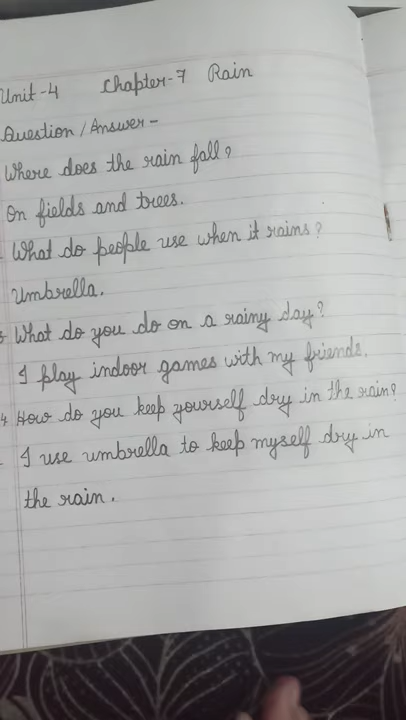 Unit-4 Chapter-7 Rain
Question/Answer-
Where does the rain fall?
On fields and trees.
What do people use when it rains?
Umbrella.
3 What do you do on a rainy day?
I play indoor games with my friends.
4 How do you keep yourself dry in the rain?
I use umbrella to keep myself dry in
the rain.